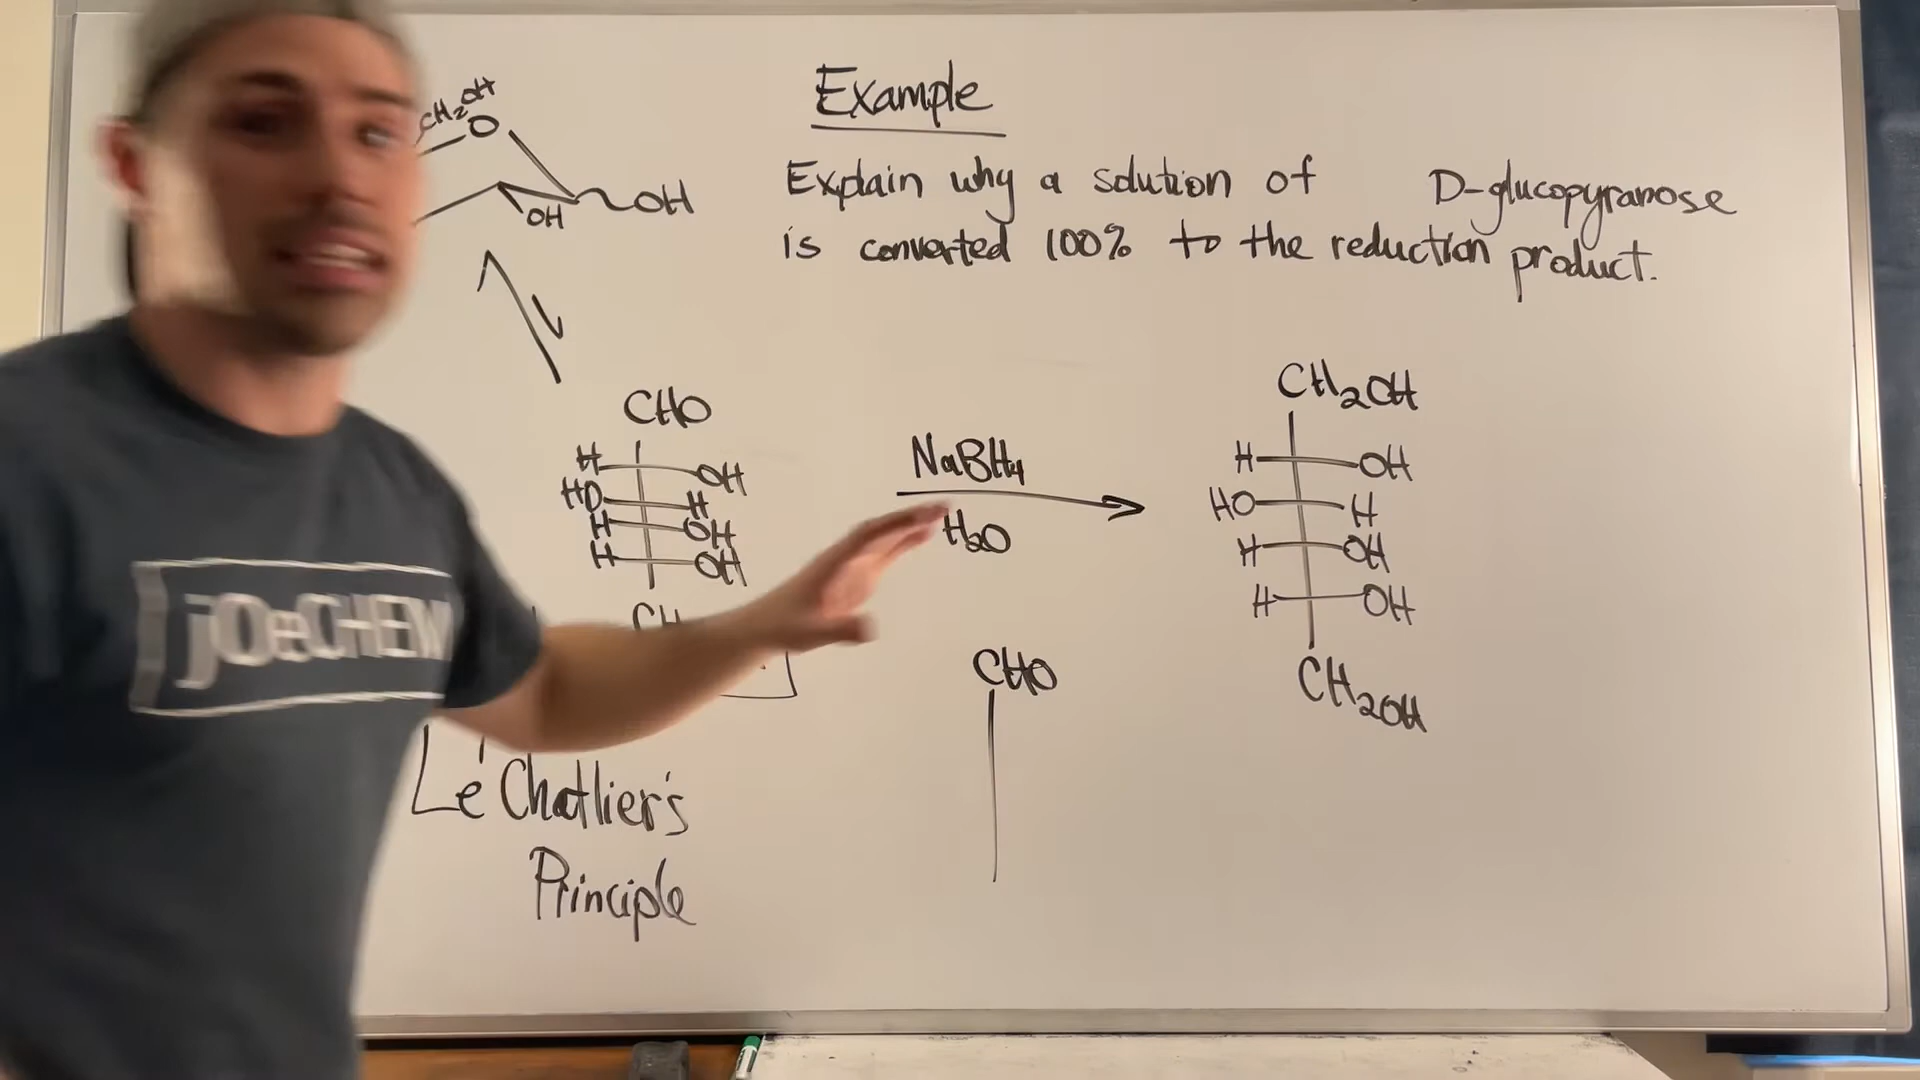 Example
Explain why a solution of D-glucopyranose
is converted 100% to the reduction product.
CH2OH
O
OH
OH
CHO
H OH
HO H
H OH
H OH
CH
NaBH4
H2O
CH2OH
H OH
HO H
H OH
H OH
CH2OH
CHO
Le Chatlier's
Principle
jOeCHEM